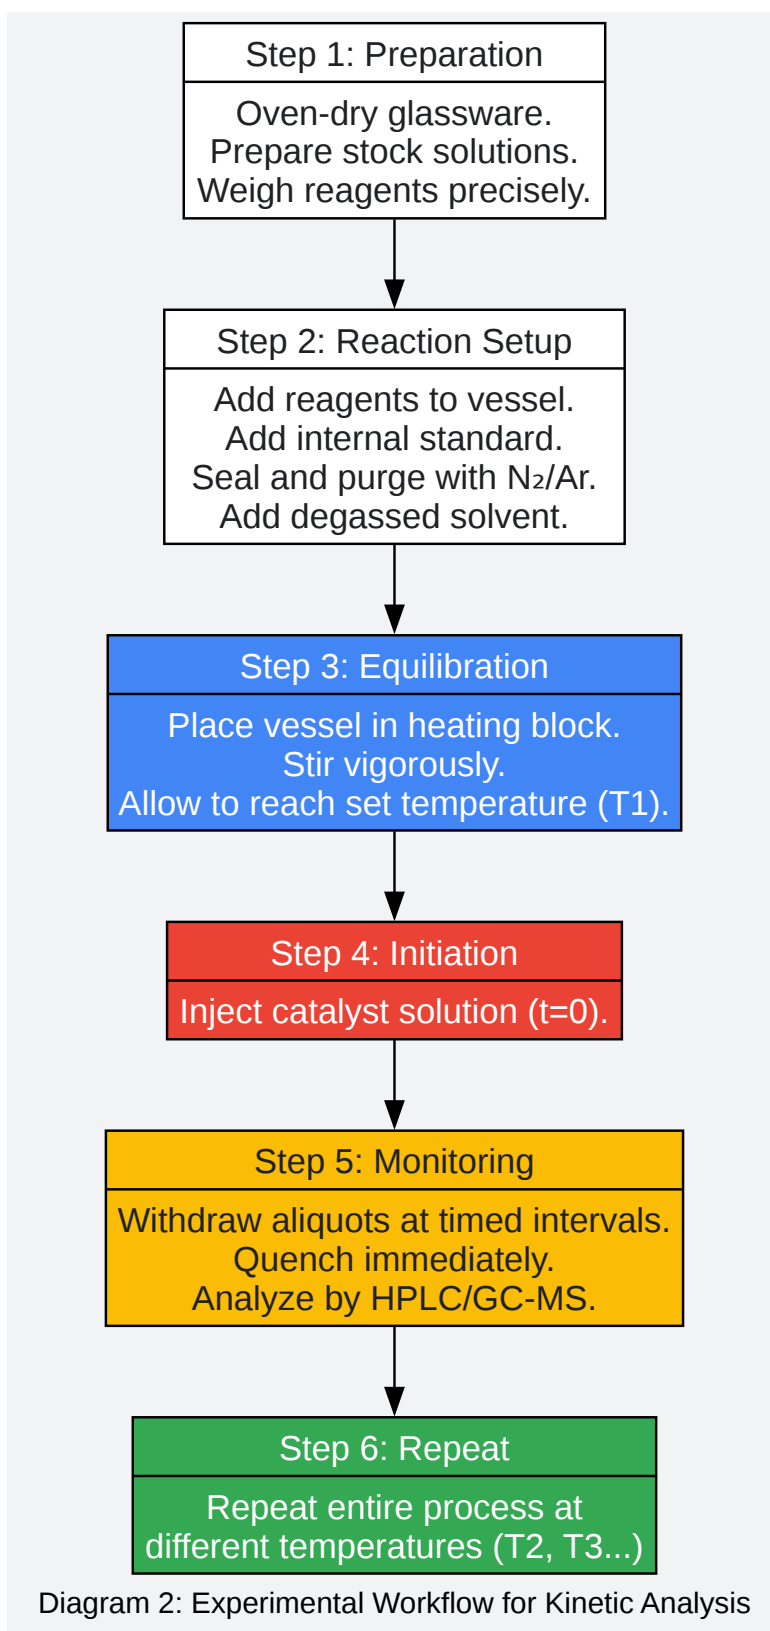 Step 1: Preparation
Oven-dry glassware.
Prepare stock solutions.
Weigh reagents precisely.
Step 2: Reaction Setup
Add reagents to vessel.
Add internal standard.
Seal and purge with N₂/Ar.
Add degassed solvent.
Step 3: Equilibration
Place vessel in heating block.
Stir vigorously.
Allow to reach set temperature (T1).
Step 4: Initiation
Inject catalyst solution (t=0).
Step 5: Monitoring
Withdraw aliquots at timed intervals.
Quench immediately.
Analyze by HPLC/GC-MS.
Step 6: Repeat
Repeat entire process at
different temperatures (T2, T3...)
Diagram 2: Experimental Workflow for Kinetic Analysis